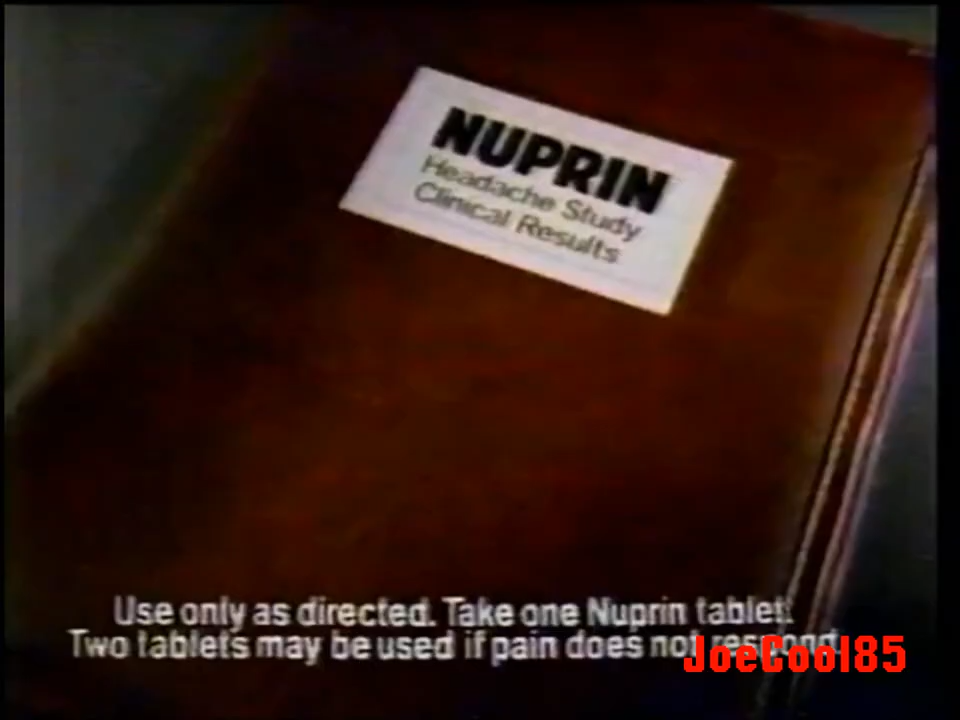 NUPRIN
Headache Study
Clinical Results
Use only as directed. Take one Nuprin tablet.
Two tablets may be used if pain does not respond.
JoeCool85